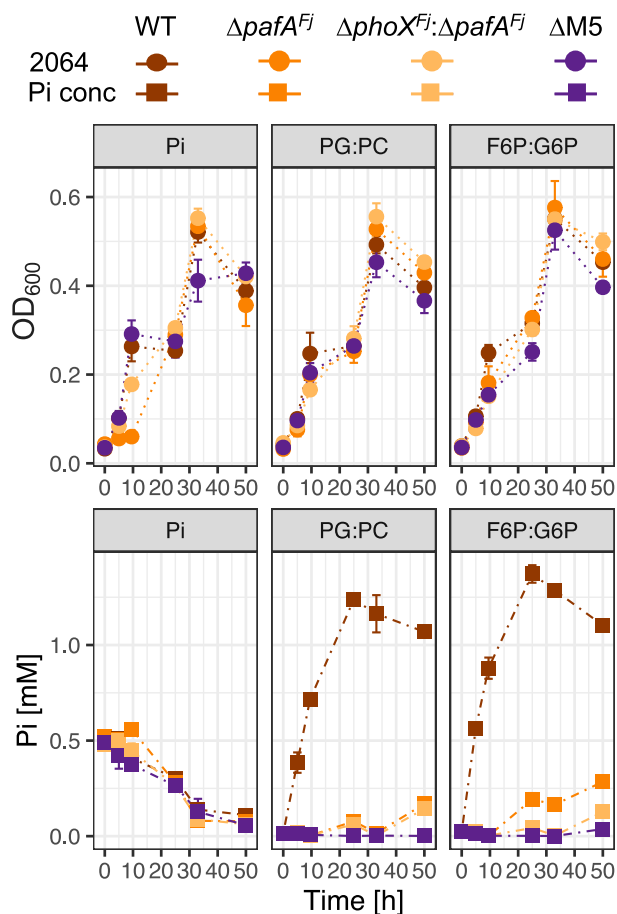 WT ΔpafA^Fj ΔphoX^Fj:ΔpafA^Fj ΔM5
2064
Pi conc
Pi PG:PC F6P:G6P
OD₆₀₀
0.6
0.4
0.2
0.0
0 10 20 30 40 50 0 10 20 30 40 50 0 10 20 30 40 50
Pi PG:PC F6P:G6P
Pi [mM]
1.0
0.5
0.0
0 10 20 30 40 50 0 10 20 30 40 50 0 10 20 30 40 50
Time [h]